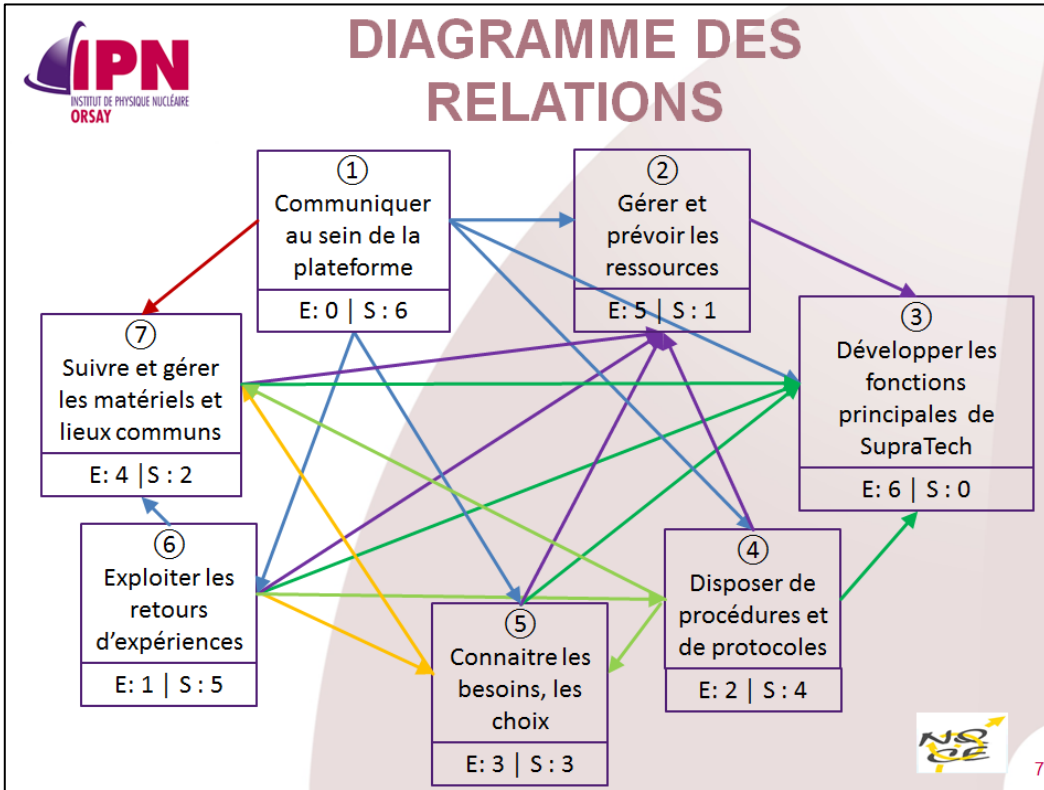 IPN
INSTITUT DE PHYSIQUE NUCLÉAIRE
ORSAY
DIAGRAMME DES
RELATIONS
①
Communiquer
au sein de la
plateforme
E: 0 | S : 6
②
Gérer et
prévoir les
ressources
E: 5 | S : 1
③
Développer les
fonctions
principales de
SupraTech
E: 6 | S : 0
⑦
Suivre et gérer
les matériels et
lieux communs
E: 4 | S : 2
⑥
Exploiter les
retours
d’expériences
E: 1 | S : 5
⑤
Connaitre les
besoins, les
choix
E: 3 | S : 3
④
Disposer de
procédures et
de protocoles
E: 2 | S : 4
7